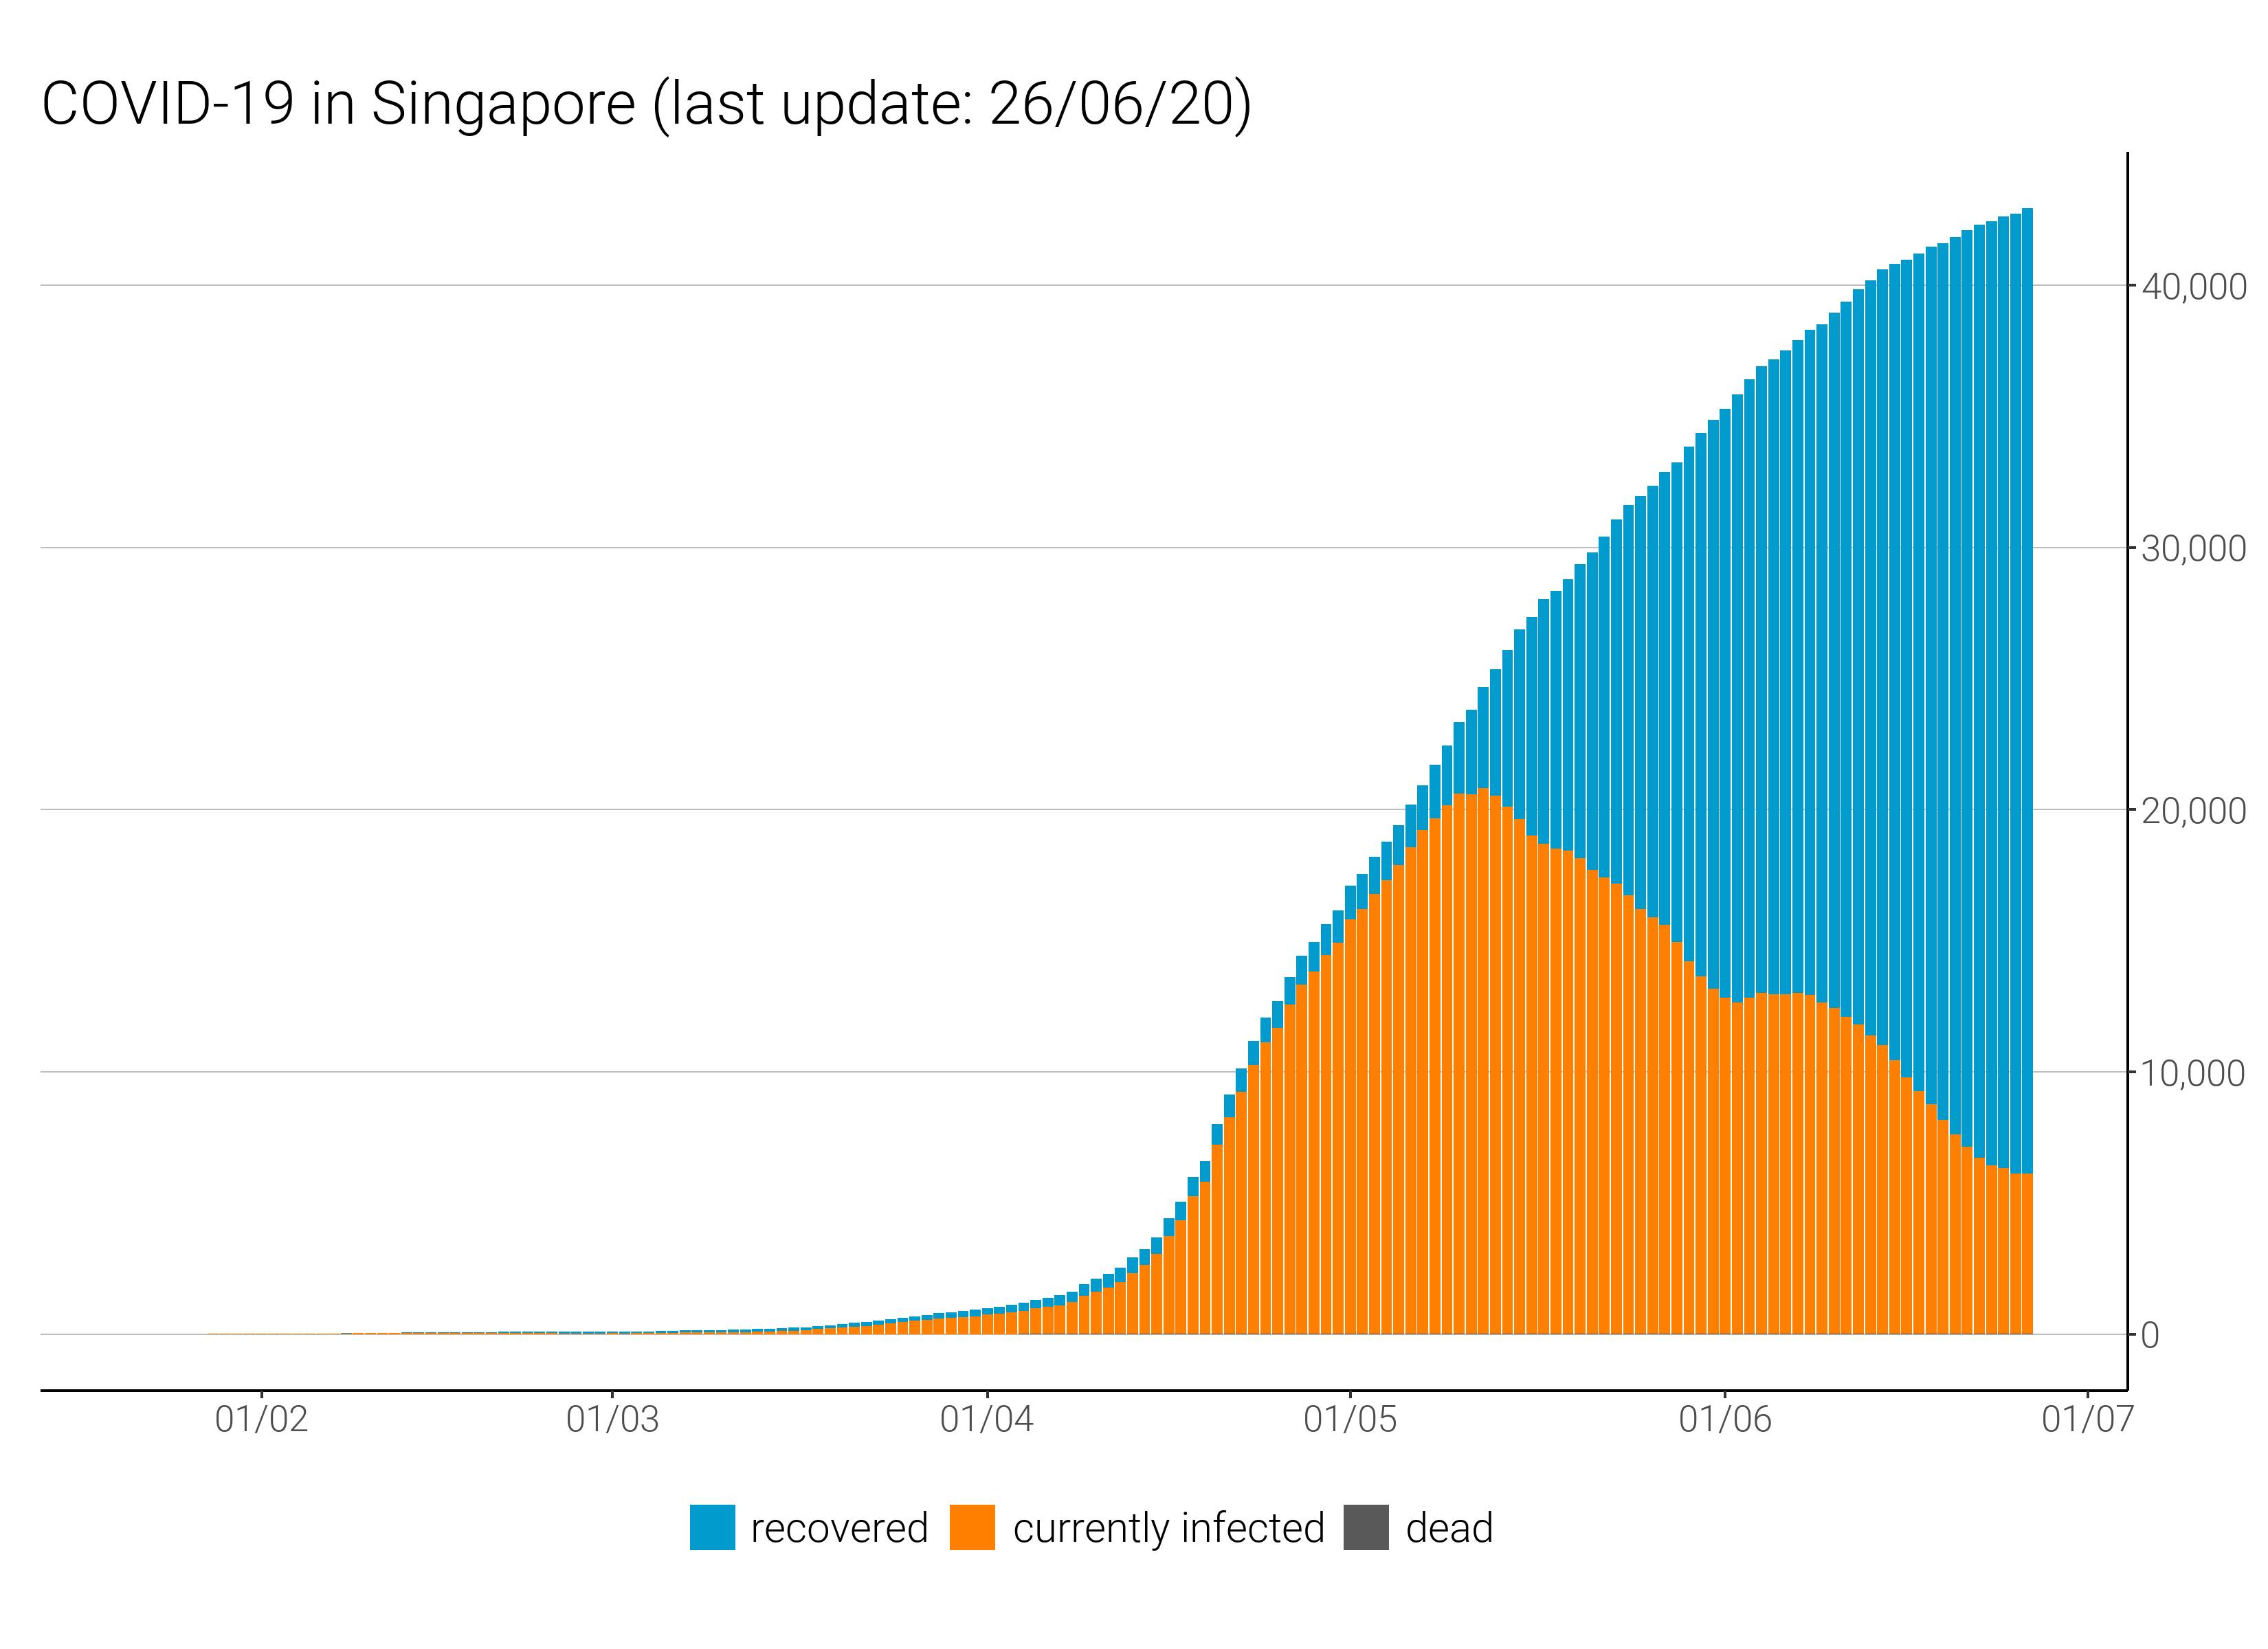 COVID-19 in Singapore (last update: 26/06/20)
40,000
30,000
20,000
10,000
0
01/02 01/03 01/04 01/05 01/06 01/07
recovered currently infected dead